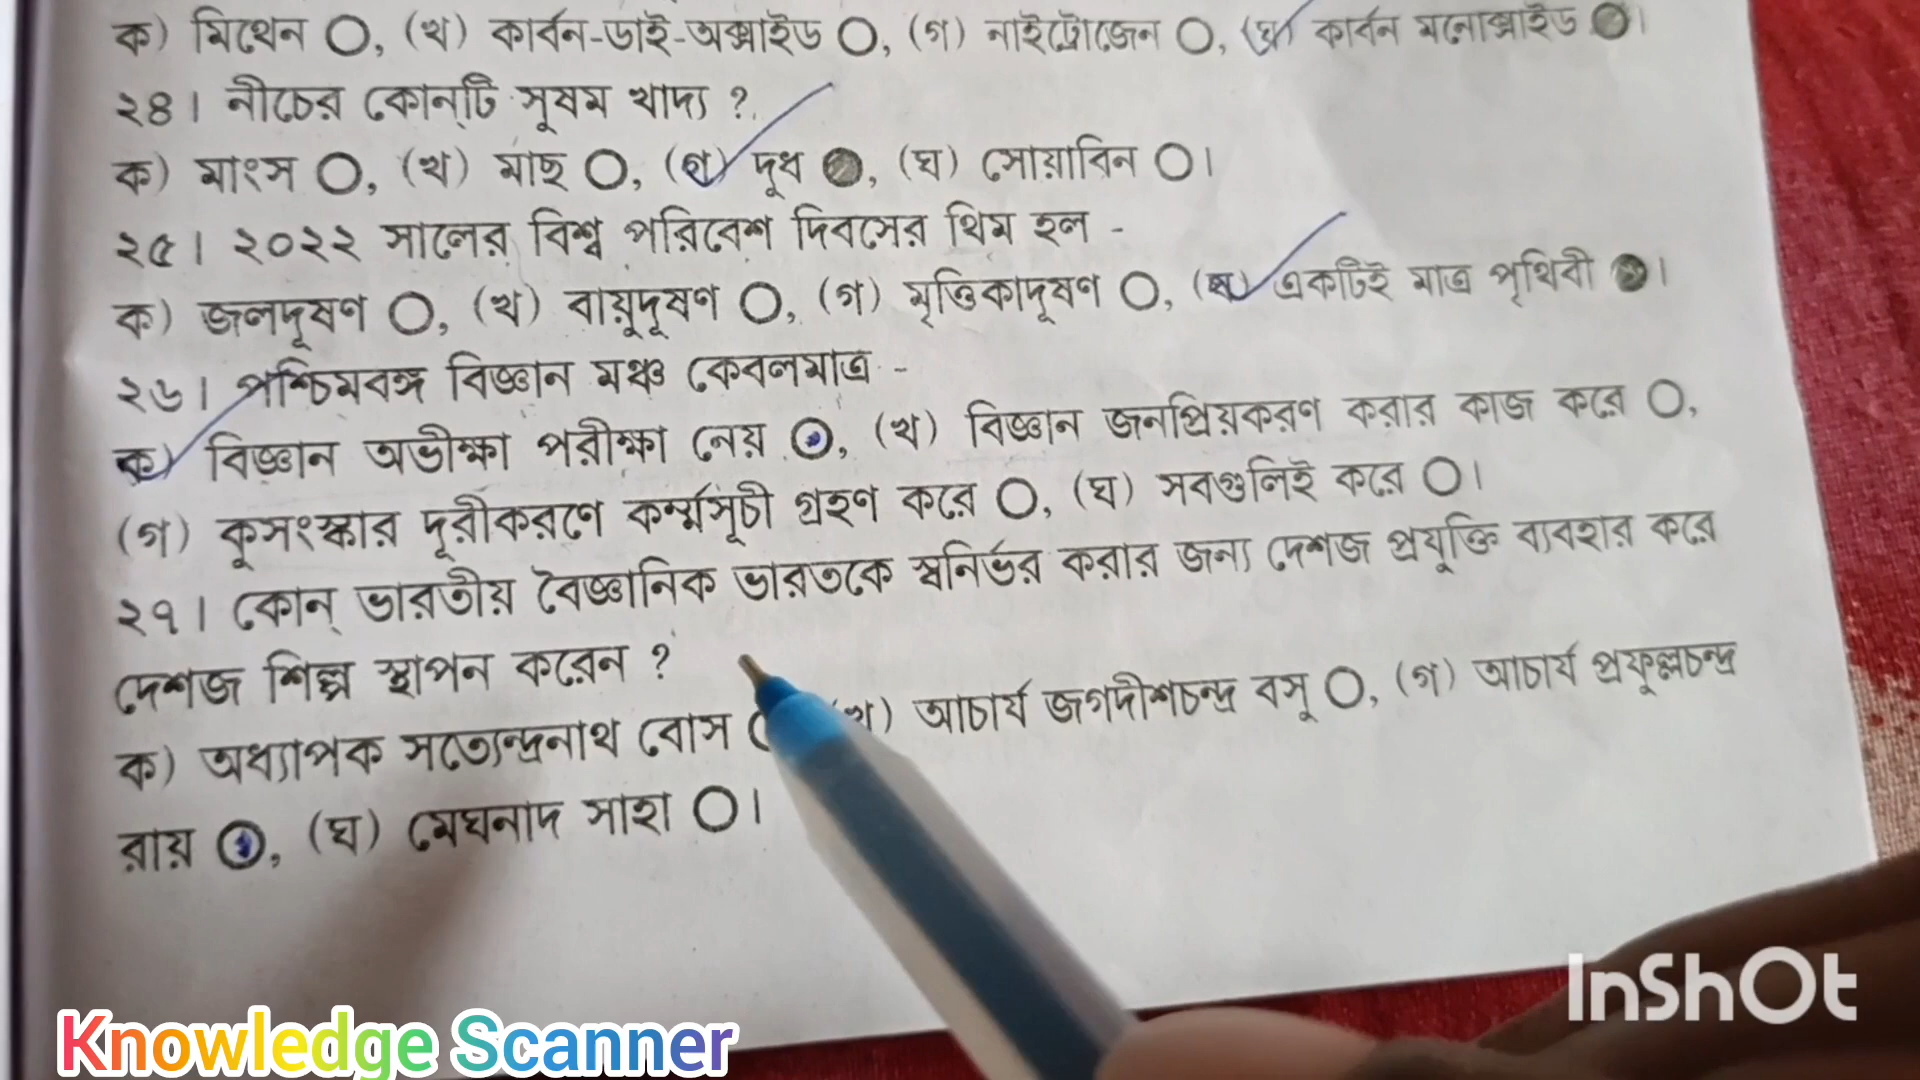 ক) মিথেন O, (খ) কার্বন-ডাই-অক্সাইড O, (গ) নাইট্রোজেন O, (ঘ) কার্বন মনোক্সাইড O।
২৪। নীচের কোন্‌টি সুষম খাদ্য ?
ক) মাংস O, (খ) মাছ O, (গ) দুধ O, (ঘ) সোয়াবিন O।
২৫। ২০২২ সালের বিশ্ব পরিবেশ দিবসের থিম হল -
ক) জলদূষণ O, (খ) বায়ুদূষণ O, (গ) মৃত্তিকাদূষণ O, (ঘ) একটিই মাত্র পৃথিবী O।
২৬। পশ্চিমবঙ্গ বিজ্ঞান মঞ্চ কেবলমাত্র -
ক) বিজ্ঞান অভীক্ষা পরীক্ষা নেয় O, (খ) বিজ্ঞান জনপ্রিয়করণ করার কাজ করে O,
(গ) কুসংস্কার দূরীকরণে কর্ম্মসূচী গ্রহণ করে O, (ঘ) সবগুলিই করে O।
২৭। কোন্ ভারতীয় বৈজ্ঞানিক ভারতকে স্বনির্ভর করার জন্য দেশজ প্রযুক্তি ব্যবহার করে
দেশজ শিল্প স্থাপন করেন ?
ক) অধ্যাপক সত্যেন্দ্রনাথ বোস (খ) আচার্য জগদীশচন্দ্র বসু O, (গ) আচার্য প্রফুল্লচন্দ্র
রায় O, (ঘ) মেঘনাদ সাহা O।
InShOt
Knowledge Scanner